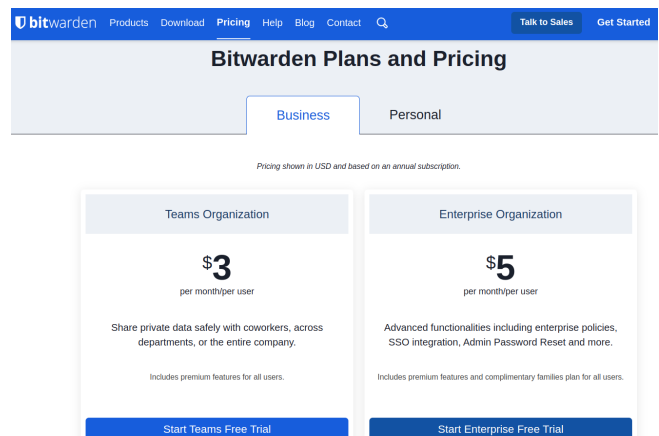 bitwarden Products Download Pricing Help Blog Contact Talk to Sales Get Started
Bitwarden Plans and Pricing
Business Personal
Pricing shown in USD and based on an annual subscription.
Teams Organization
$3
per month/per user
Share private data safely with coworkers, across
departments, or the entire company.
Includes premium features for all users.
Start Teams Free Trial
Enterprise Organization
$5
per month/per user
Advanced functionalities including enterprise policies,
SSO integration, Admin Password Reset and more.
Includes premium features and complimentary families plan for all users.
Start Enterprise Free Trial